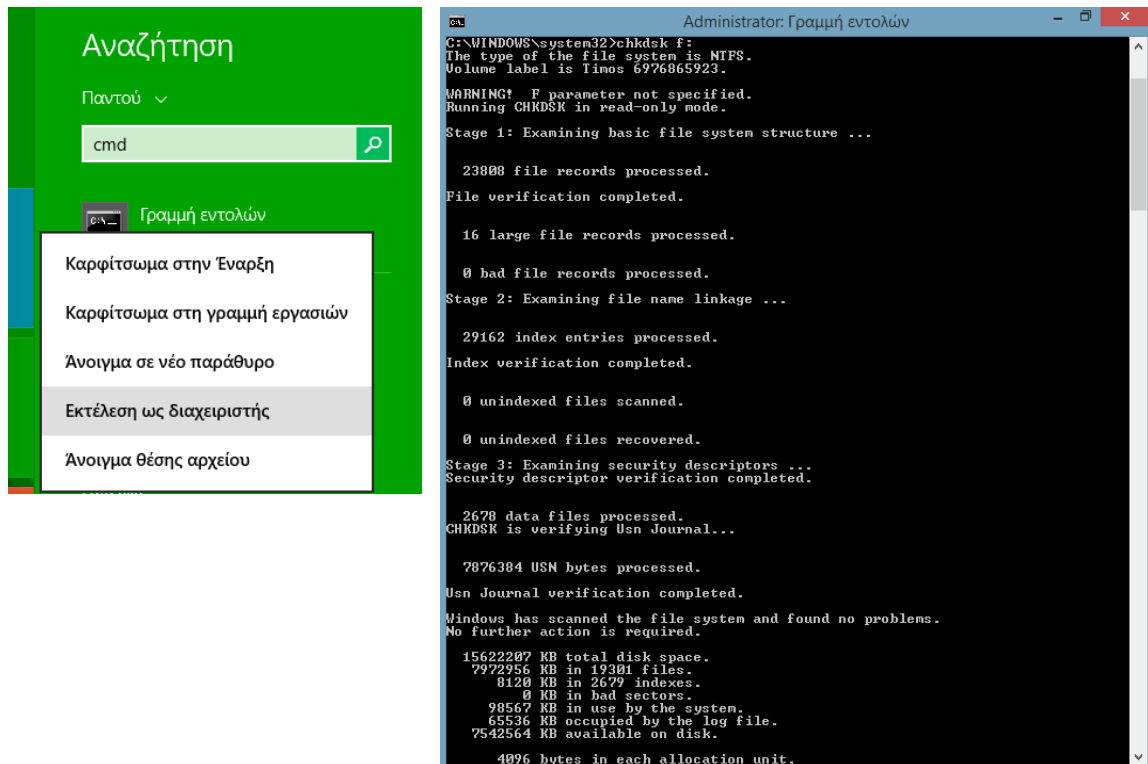 Αναζήτηση
Παντού
cmd
Γραμμή εντολών
Καρφίτσωμα στην Έναρξη
Καρφίτσωμα στη γραμμή εργασιών
Άνοιγμα σε νέο παράθυρο
Εκτέλεση ως διαχειριστής
Άνοιγμα θέσης αρχείου
Administrator: Γραμμή εντολών
C:\WINDOWS\system32>chkdsk f:
The type of the file system is NTFS.
Volume label is Timos 6976865923.
WARNING!  F parameter not specified.
Running CHKDSK in read-only mode.
Stage 1: Examining basic file system structure ...
23808 file records processed.
File verification completed.
16 large file records processed.
0 bad file records processed.
Stage 2: Examining file name linkage ...
29162 index entries processed.
Index verification completed.
0 unindexed files scanned.
0 unindexed files recovered.
Stage 3: Examining security descriptors ...
Security descriptor verification completed.
2678 data files processed.
CHKDSK is verifying Usn Journal...
7876384 USN bytes processed.
Usn Journal verification completed.
Windows has scanned the file system and found no problems.
No further action is required.
15622207 KB total disk space.
7972956 KB in 19301 files.
8120 KB in 2679 indexes.
0 KB in bad sectors.
98567 KB in use by the system.
65536 KB occupied by the log file.
7542564 KB available on disk.
4096 bytes in each allocation unit.